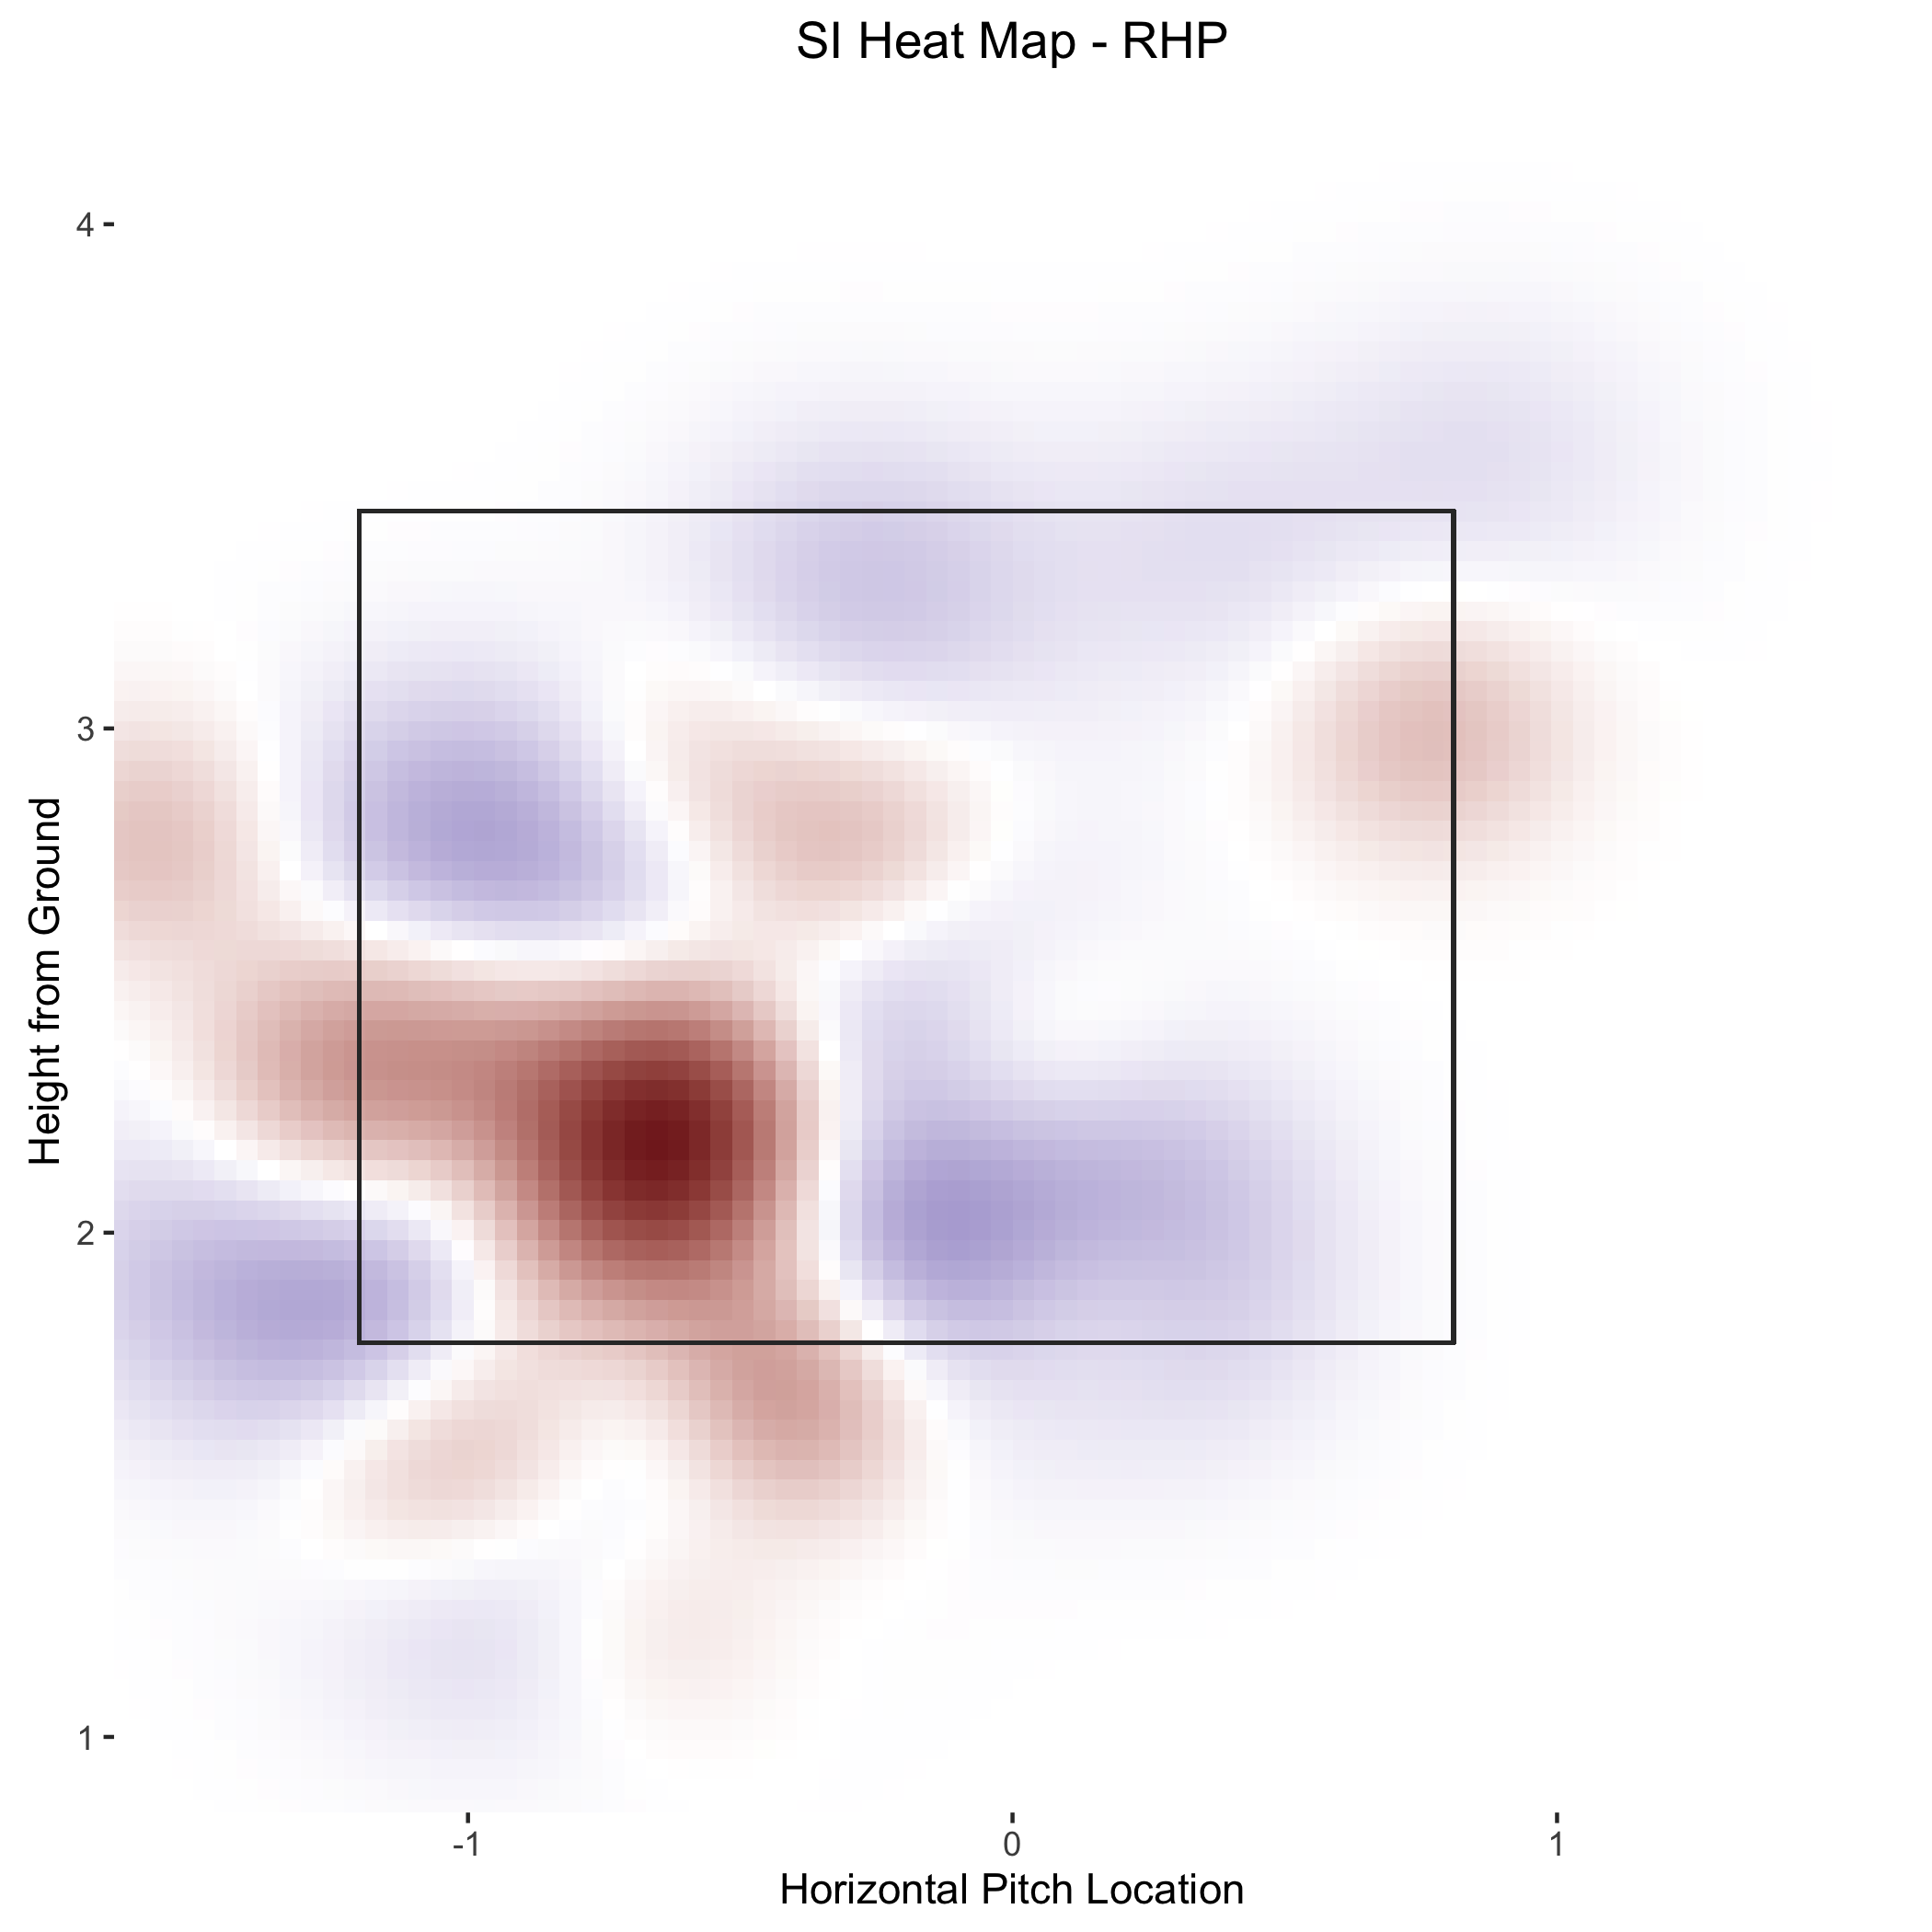 SI Heat Map - RHP
4
3
2
1
Height from Ground
-1 0 1
Horizontal Pitch Location